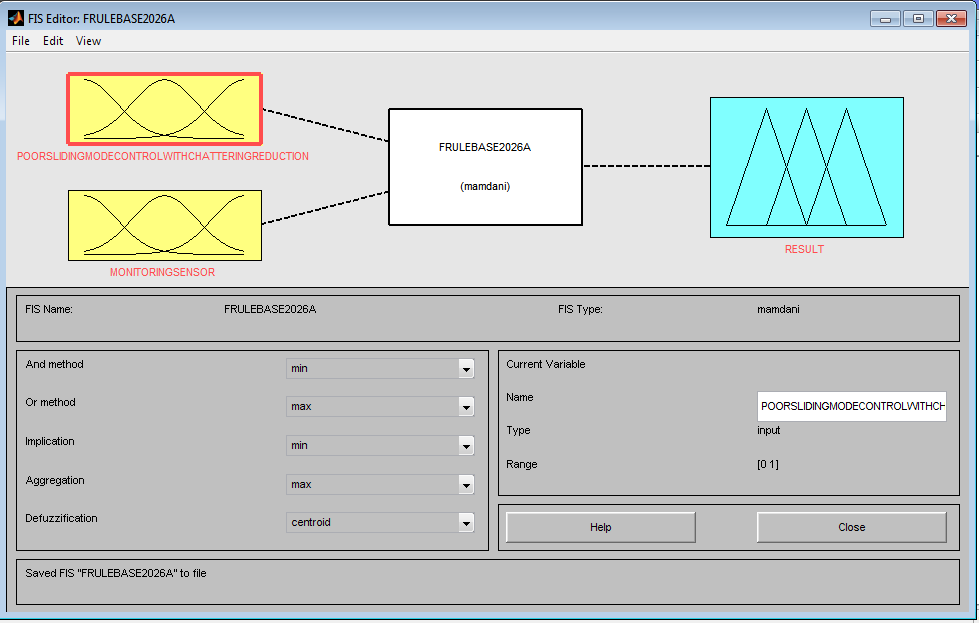 FIS Editor: FRULEBASE2026A
File Edit View
POORSLIDINGMODECONTROLWITHCHATTERINGREDUCTION
MONITORINGSENSOR
FRULEBASE2026A
(mamdani)
RESULT
FIS Name: FRULEBASE2026A FIS Type: mamdani
And method min
Or method max
Implication min
Aggregation max
Defuzzification centroid
Current Variable
Name POORSLIDINGMODECONTROLWITHCH
Type input
Range [0 1]
Help Close
Saved FIS "FRULEBASE2026A" to file